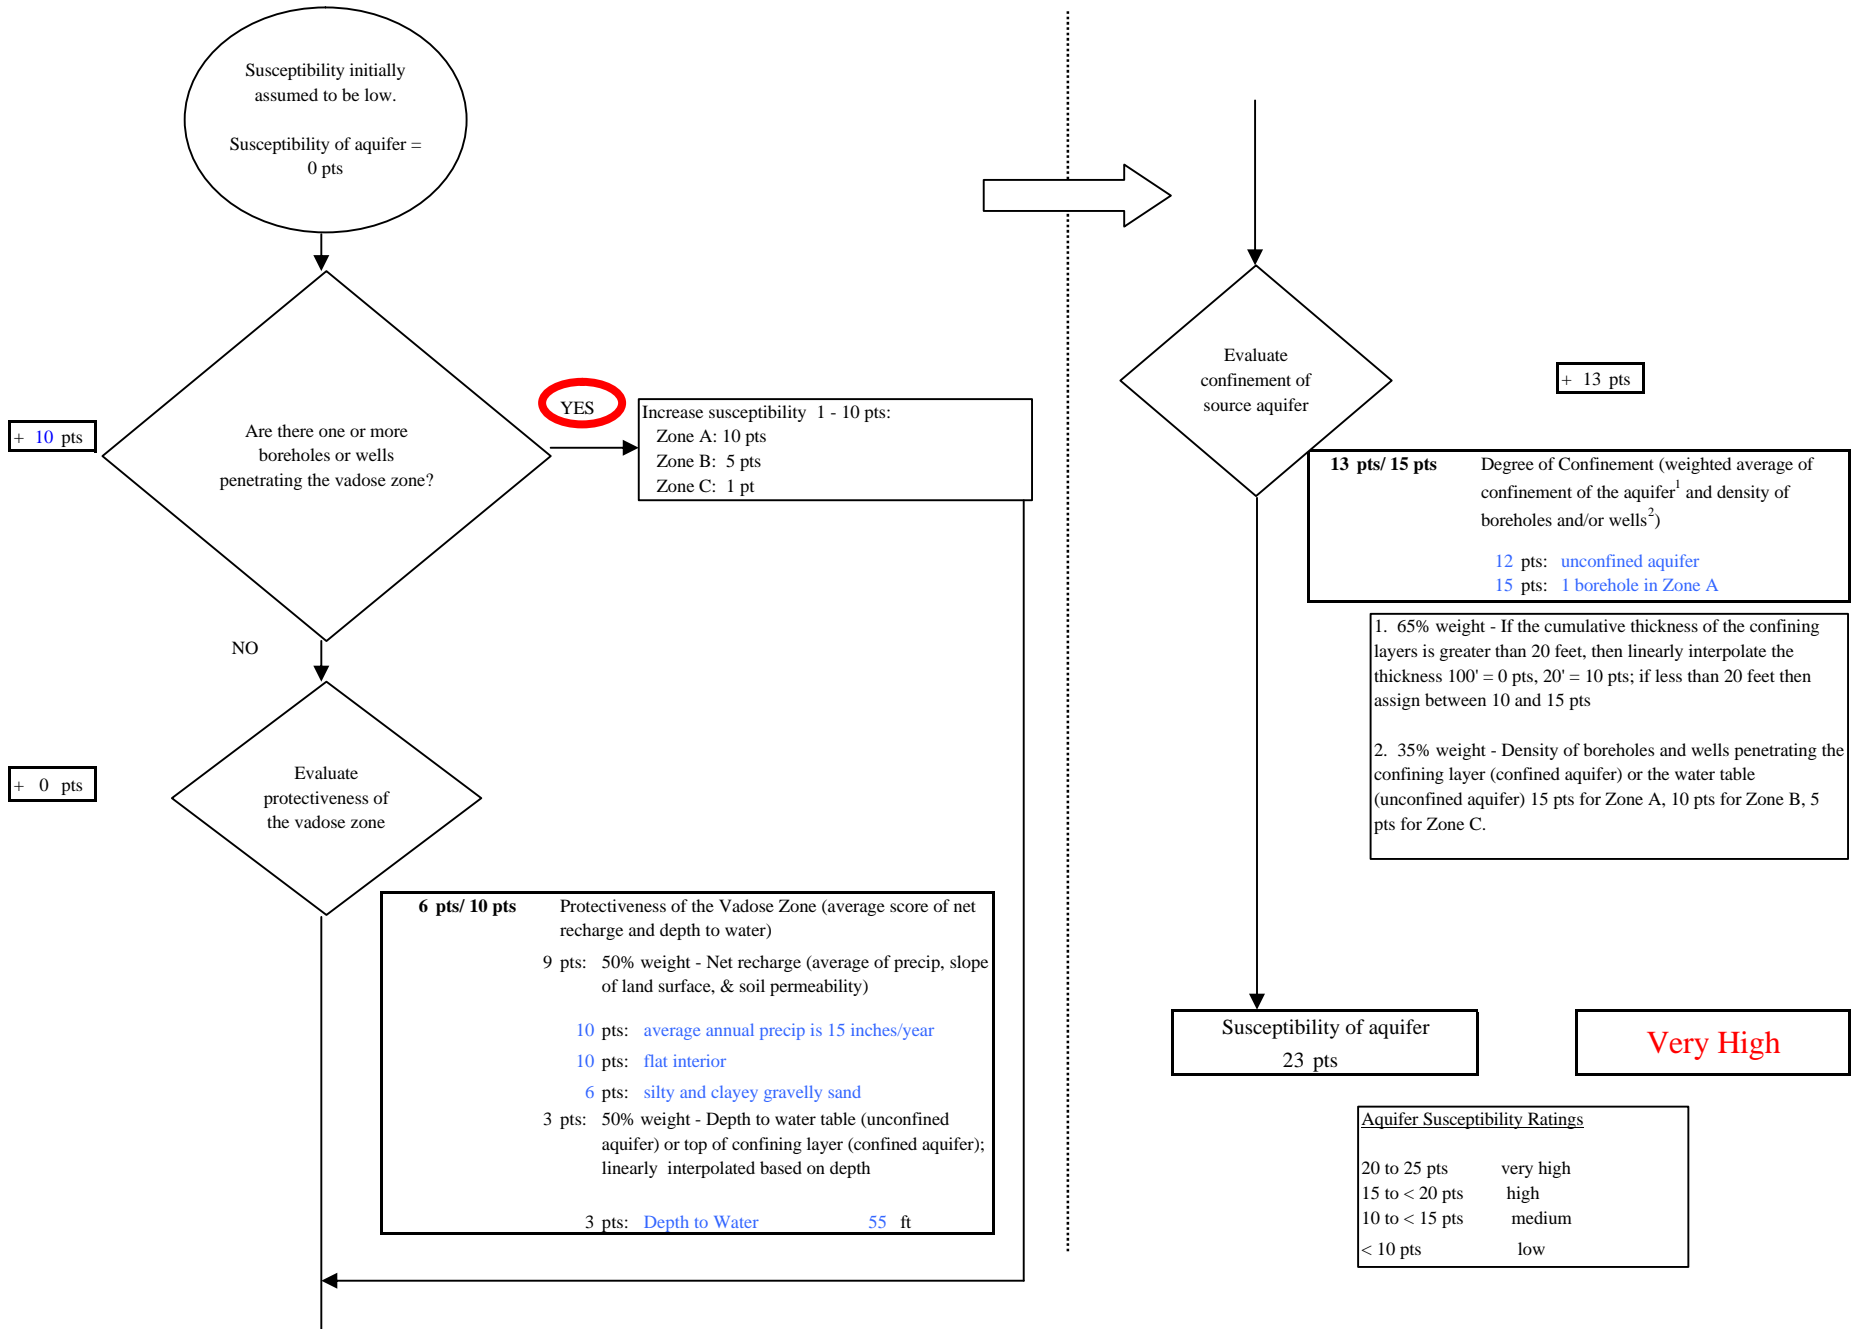 Susceptibility initially
assumed to be low.
Susceptibility of aquifer =
0 pts
+ 10 pts
Are there one or more
boreholes or wells
penetrating the vadose zone?
YES
Increase susceptibility 1 - 10 pts:
Zone A: 10 pts
Zone B: 5 pts
Zone C: 1 pt
NO
+ 0 pts
Evaluate
protectiveness of
the vadose zone
6 pts/ 10 pts Protectiveness of the Vadose Zone (average score of net
recharge and depth to water)
9 pts: 50% weight - Net recharge (average of precip, slope
of land surface, & soil permeability)
10 pts: average annual precip is 15 inches/year
10 pts: flat interior
6 pts: silty and clayey gravelly sand
3 pts: 50% weight - Depth to water table (unconfined
aquifer) or top of confining layer (confined aquifer);
linearly interpolated based on depth
3 pts: Depth to Water 55 ft
Evaluate
confinement of
source aquifer
+ 13 pts
13 pts/ 15 pts Degree of Confinement (weighted average of
confinement of the aquifer1 and density of
boreholes and/or wells2)
12 pts: unconfined aquifer
15 pts: 1 borehole in Zone A
1. 65% weight - If the cumulative thickness of the confining
layers is greater than 20 feet, then linearly interpolate the
thickness 100' = 0 pts, 20' = 10 pts; if less than 20 feet then
assign between 10 and 15 pts
2. 35% weight - Density of boreholes and wells penetrating the
confining layer (confined aquifer) or the water table
(unconfined aquifer) 15 pts for Zone A, 10 pts for Zone B, 5
pts for Zone C.
Susceptibility of aquifer
23 pts
Very High
Aquifer Susceptibility Ratings
20 to 25 pts very high
15 to < 20 pts high
10 to < 15 pts medium
< 10 pts low